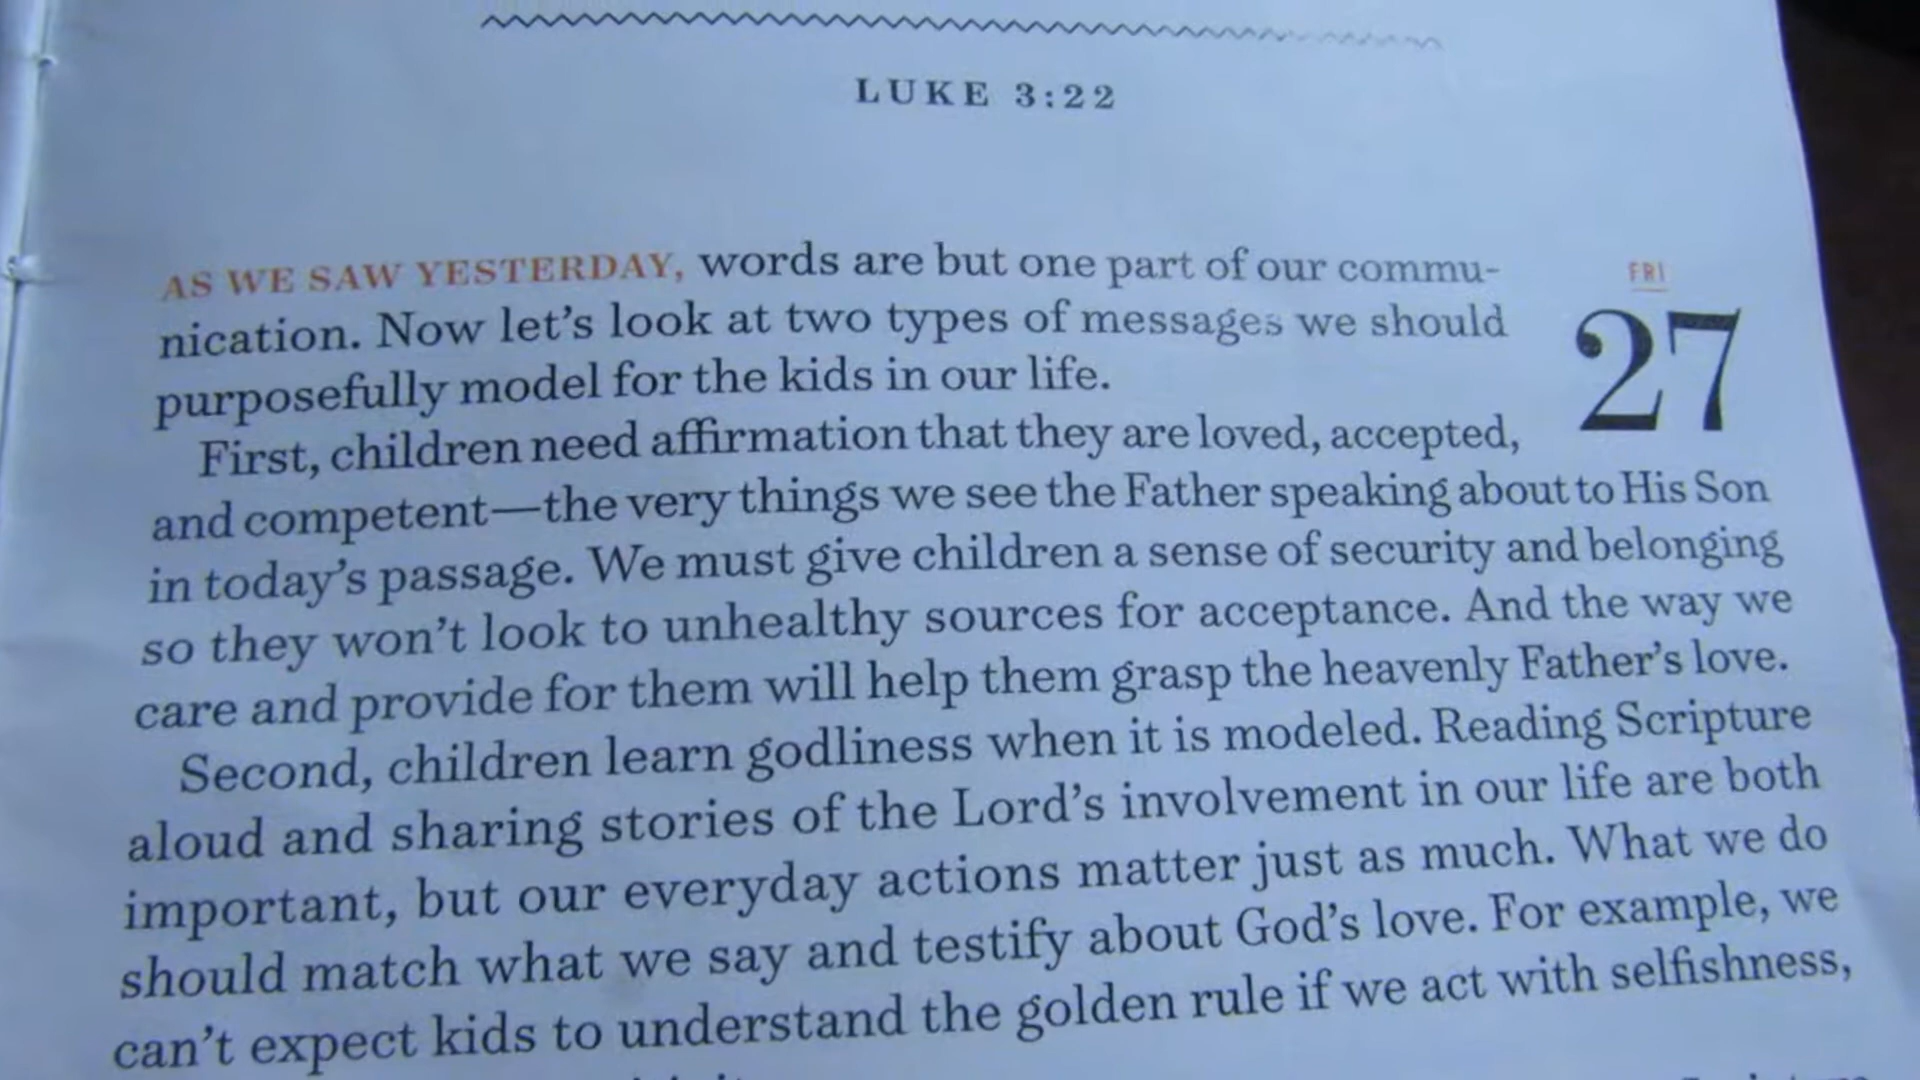 LUKE 3:22
AS WE SAW YESTERDAY, words are but one part of our commu-
nication. Now let's look at two types of messages we should
purposefully model for the kids in our life.
FRI
27
First, children need affirmation that they are loved, accepted,
and competent—the very things we see the Father speaking about to His Son
in today's passage. We must give children a sense of security and belonging
so they won't look to unhealthy sources for acceptance. And the way we
care and provide for them will help them grasp the heavenly Father's love.
Second, children learn godliness when it is modeled. Reading Scripture
aloud and sharing stories of the Lord's involvement in our life are both
important, but our everyday actions matter just as much. What we do
should match what we say and testify about God's love. For example, we
can't expect kids to understand the golden rule if we act with selfishness,